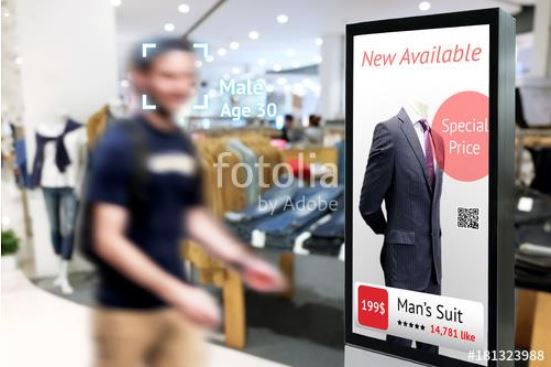 New Available
Male
Age 30
Special
Price
fotolia
by Adobe
199$
Man's Suit
★★★★★ 14,781 like
#181323988